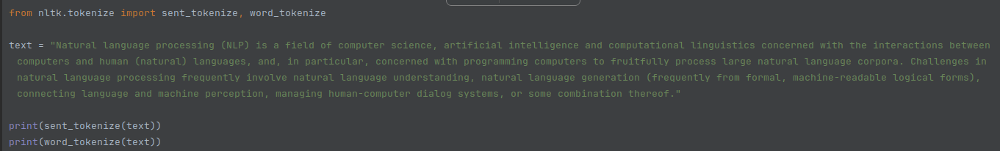 from nltk.tokenize import sent_tokenize, word_tokenize
text = "Natural language processing (NLP) is a field of computer science, artificial intelligence and computational linguistics concerned with the interactions between
computers and human (natural) languages, and, in particular, concerned with programming computers to fruitfully process large natural language corpora. Challenges in
natural language processing frequently involve natural language understanding, natural language generation (frequently from formal, machine-readable logical forms),
connecting language and machine perception, managing human-computer dialog systems, or some combination thereof."
print(sent_tokenize(text))
print(word_tokenize(text))